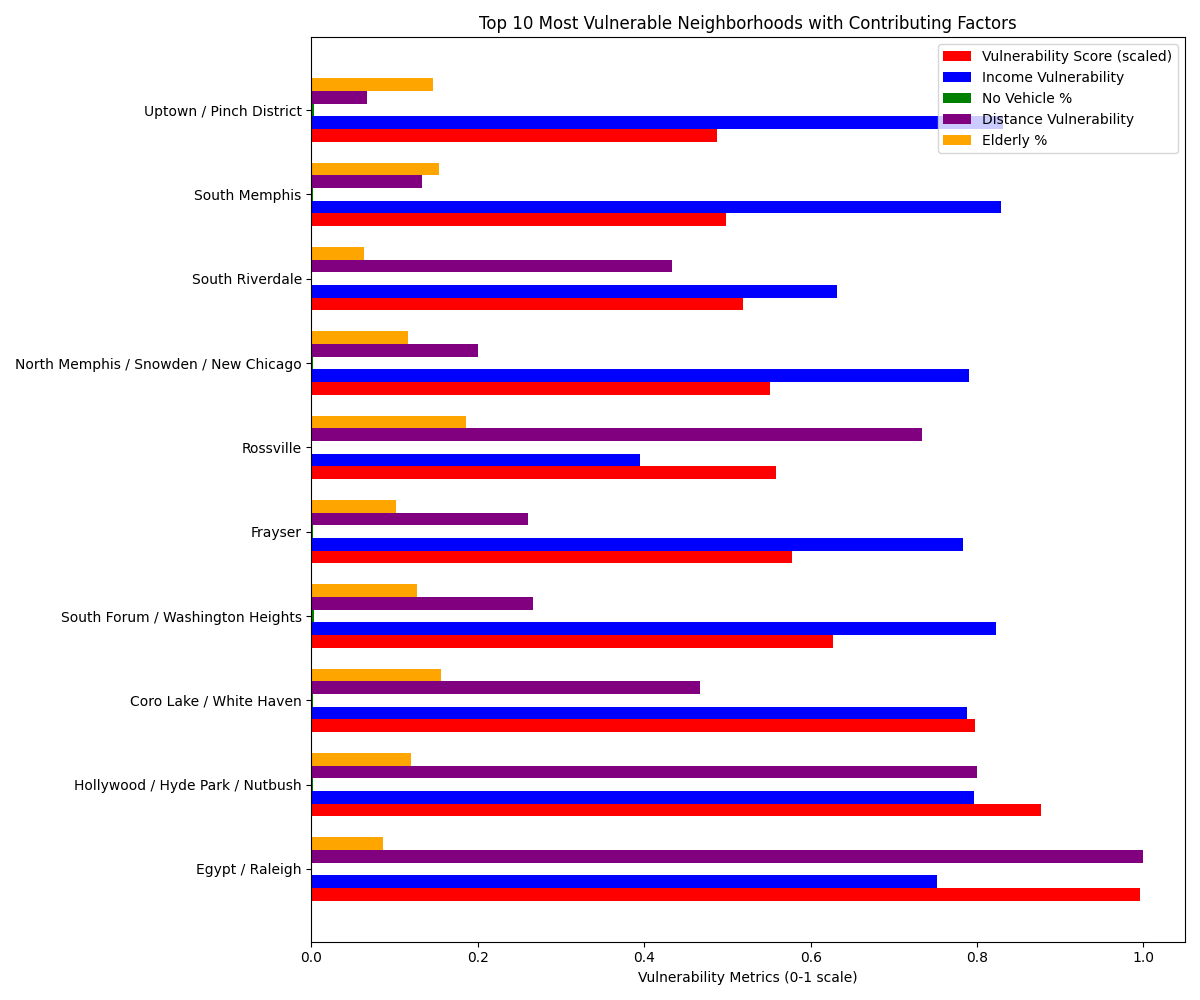 Top 10 Most Vulnerable Neighborhoods with Contributing Factors
Vulnerability Score (scaled)
Income Vulnerability
No Vehicle %
Distance Vulnerability
Elderly %
Uptown / Pinch District
South Memphis
South Riverdale
North Memphis / Snowden / New Chicago
Rossville
Frayser
South Forum / Washington Heights
Coro Lake / White Haven
Hollywood / Hyde Park / Nutbush
Egypt / Raleigh
0.0 0.2 0.4 0.6 0.8 1.0
Vulnerability Metrics (0-1 scale)